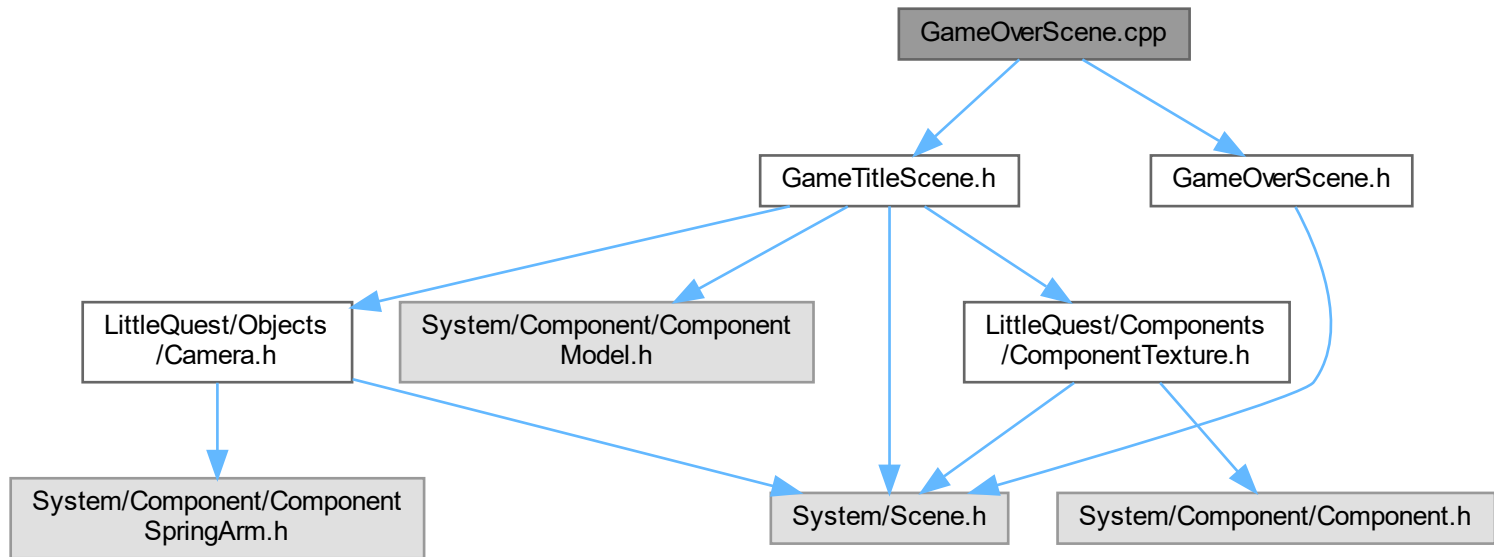 GameOverScene.cpp
GameTitleScene.h
GameOverScene.h
LittleQuest/Objects
/Camera.h
System/Component/Component
Model.h
LittleQuest/Components
/ComponentTexture.h
System/Component/Component
SpringArm.h
System/Scene.h
System/Component/Component.h